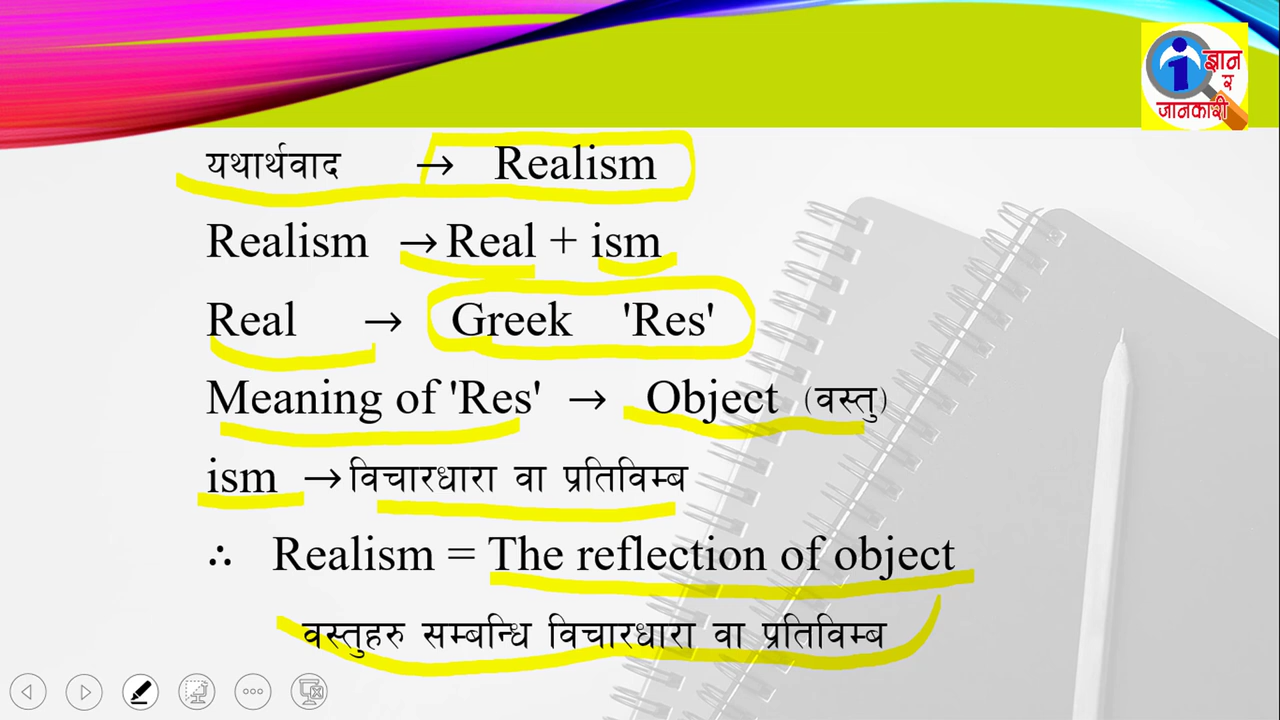 ज्ञान
र
जानकारी
यथार्थवाद → Realism
Realism → Real + ism
Real → Greek 'Res'
Meaning of 'Res' → Object (वस्तु)
ism → विचारधारा वा प्रतिविम्ब
∴ Realism = The reflection of object
वस्तुहरु सम्बन्धि विचारधारा वा प्रतिविम्ब